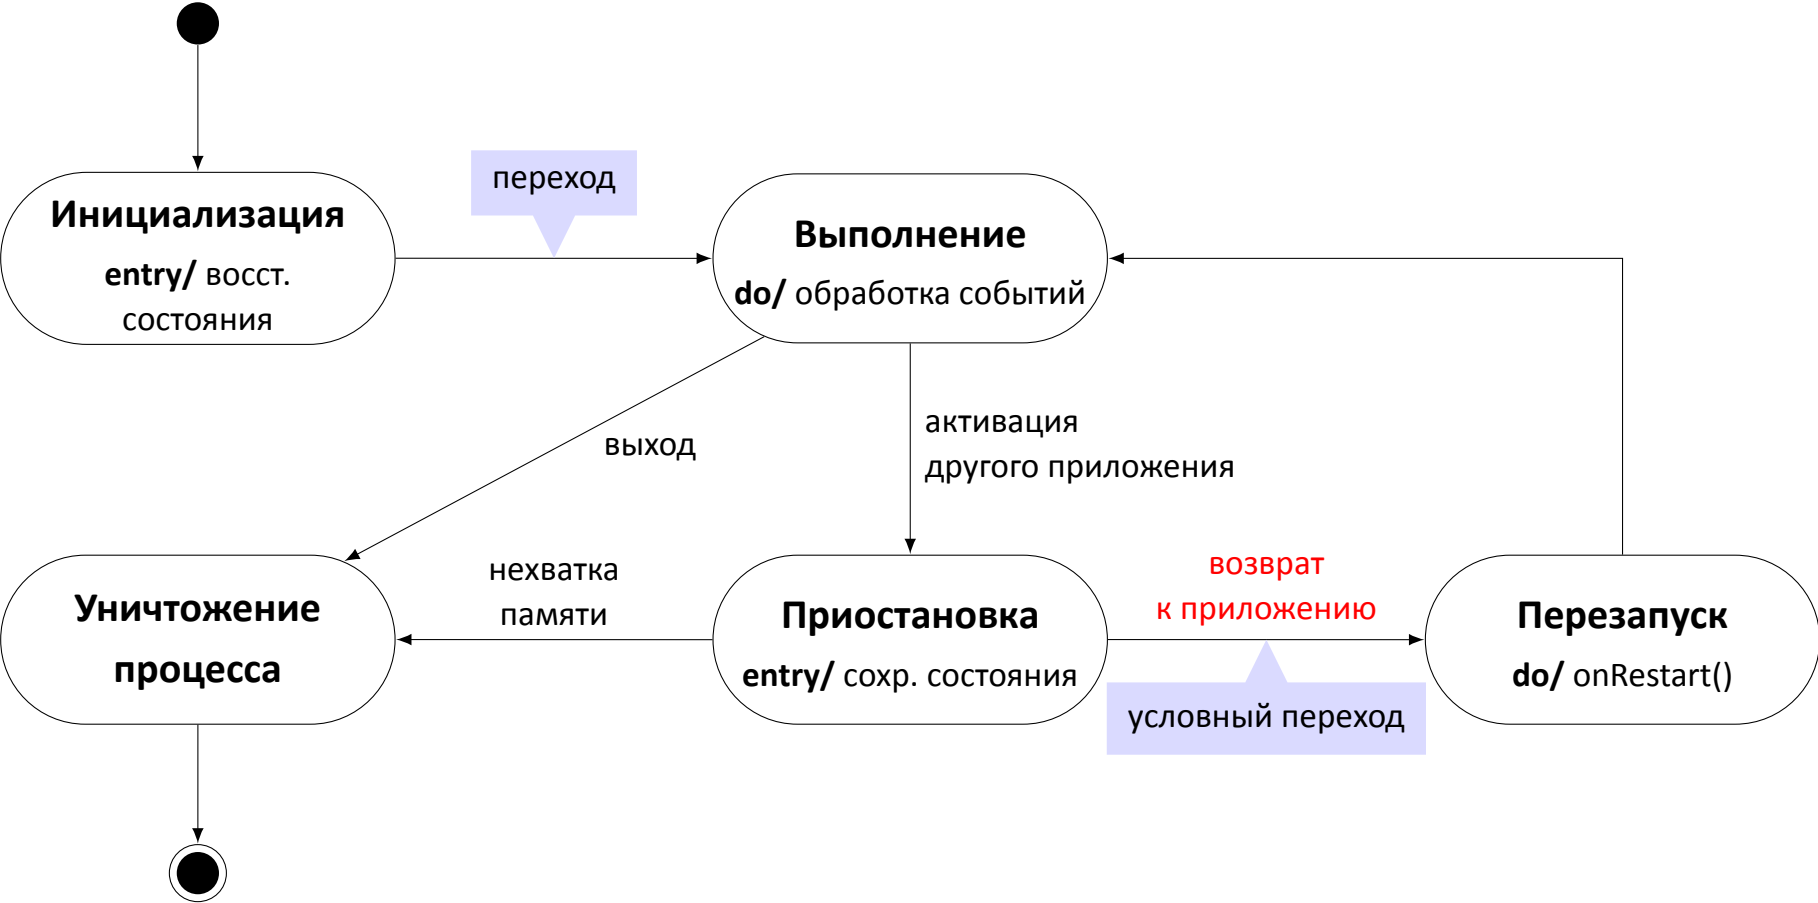 переход
Инициализация
entry/ восст.
состояния
Выполнение
do/ обработка событий
выход
активация
другого приложения
нехватка
памяти
возврат
к приложению
Уничтожение
процесса
Приостановка
entry/ сохр. состояния
условный переход
Перезапуск
do/ onRestart()